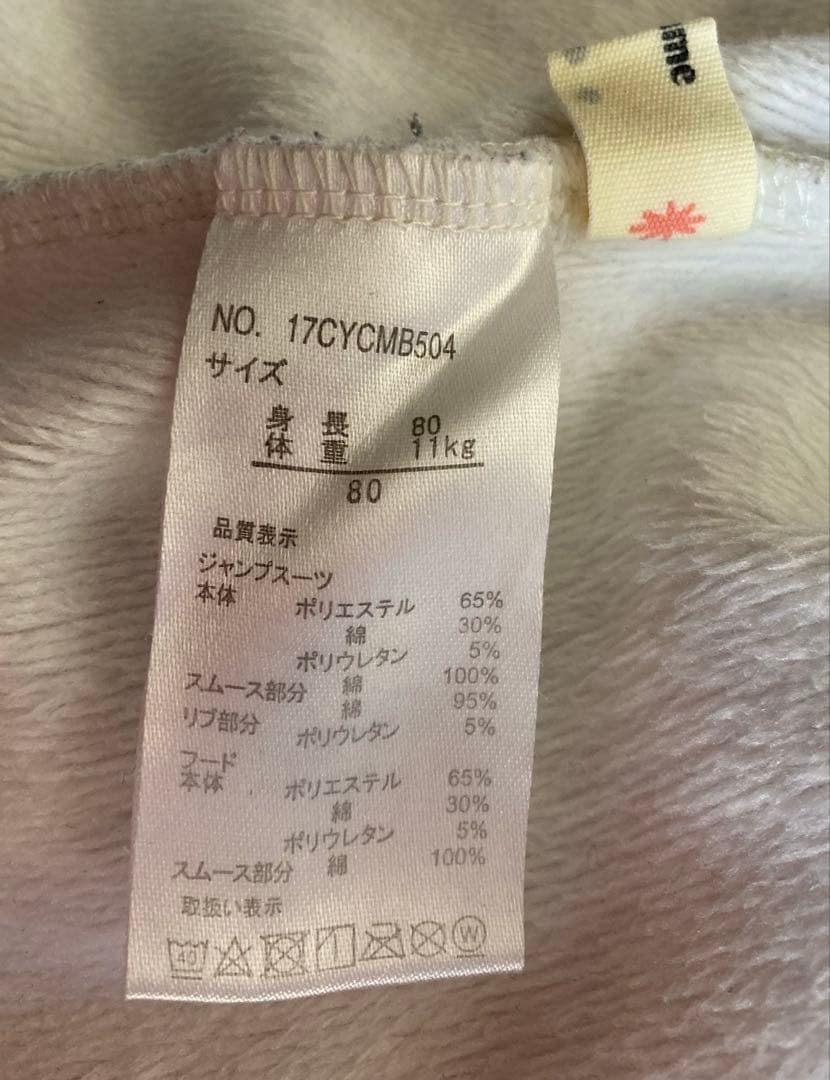 NO. 17CYCMB504
サイズ
身 長 80
体 重 11kg
80
品質表示
ジャンプスーツ
本体 ポリエステル 65%
綿 30%
ポリウレタン 5%
スムース部分 綿 100%
リブ部分 綿 95%
ポリウレタン 5%
フード
本体 ポリエステル 65%
綿 30%
ポリウレタン 5%
スムース部分 綿 100%
取扱い表示
40 W